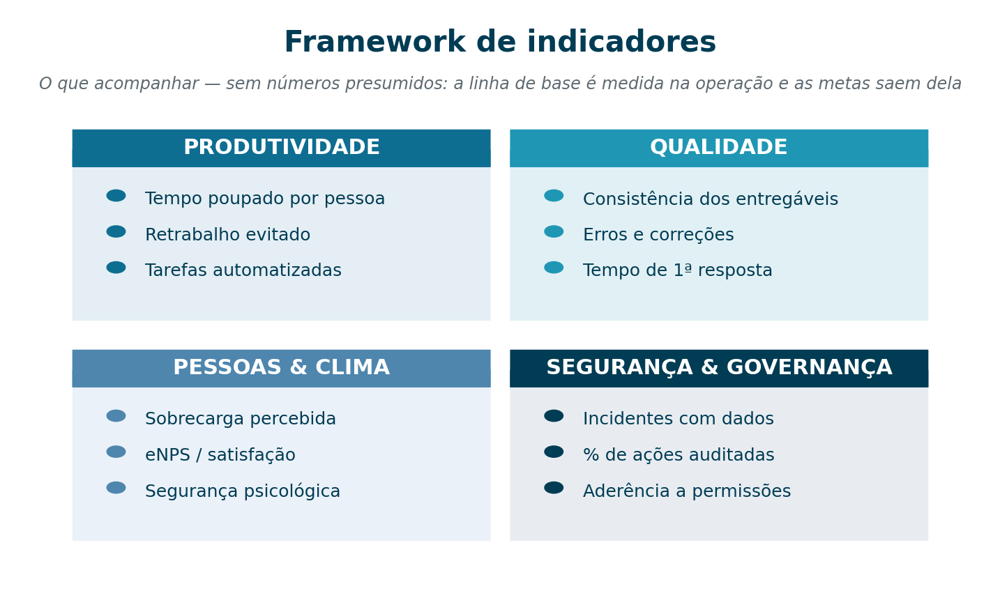 Framework de indicadores
O que acompanhar — sem números presumidos: a linha de base é medida na operação e as metas saem dela
PRODUTIVIDADE
Tempo poupado por pessoa
Retrabalho evitado
Tarefas automatizadas
QUALIDADE
Consistência dos entregáveis
Erros e correções
Tempo de 1ª resposta
PESSOAS & CLIMA
Sobrecarga percebida
eNPS / satisfação
Segurança psicológica
SEGURANÇA & GOVERNANÇA
Incidentes com dados
% de ações auditadas
Aderência a permissões